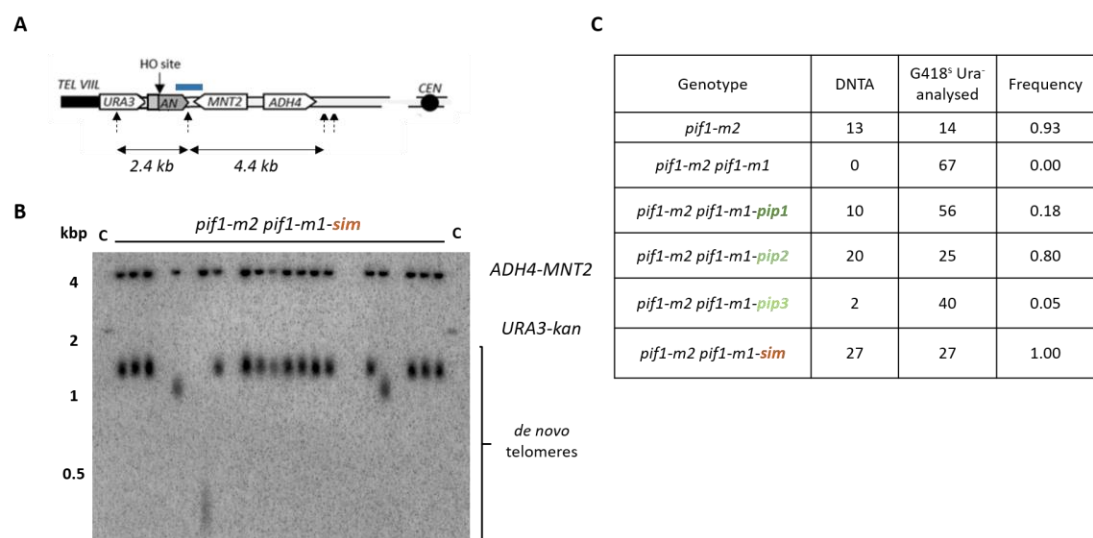 A
HO site
TEL VIIL
URA3
AN
MNT2
ADH4
CEN
2.4 kb
4.4 kb
B
pif1-m2 pif1-m1-sim
kbp
C
C
4
2
1
0.5
ADH4-MNT2
URA3-kan
de novo
telomeres
C
Genotype DNTA G418ˢ Ura⁻ analysed Frequency
pif1-m2 13 14 0.93
pif1-m2 pif1-m1 0 67 0.00
pif1-m2 pif1-m1-pip1 10 56 0.18
pif1-m2 pif1-m1-pip2 20 25 0.80
pif1-m2 pif1-m1-pip3 2 40 0.05
pif1-m2 pif1-m1-sim 27 27 1.00